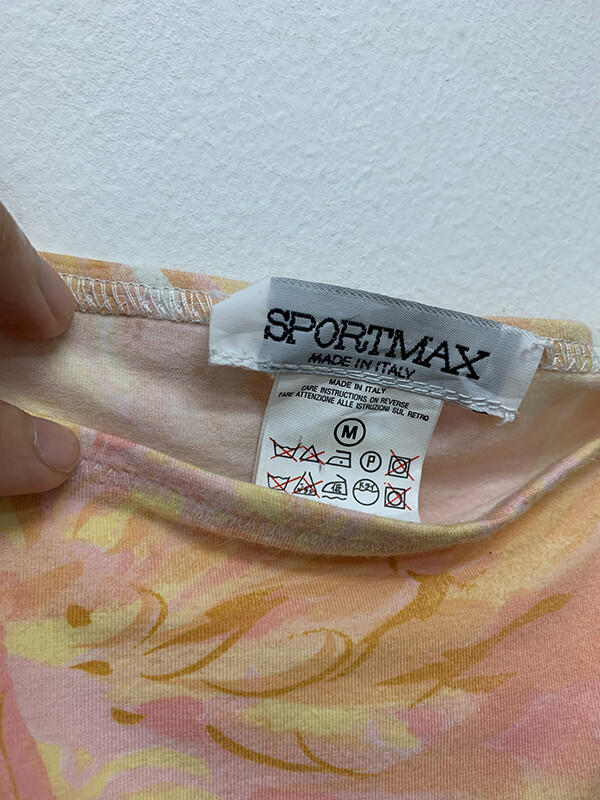 SPORTMAX
MADE IN ITALY
MADE IN ITALY
CARE INSTRUCTIONS ON REVERSE
FARE ATTENZIONE ALLE ISTRUZIONI SUL RETRO
M
P